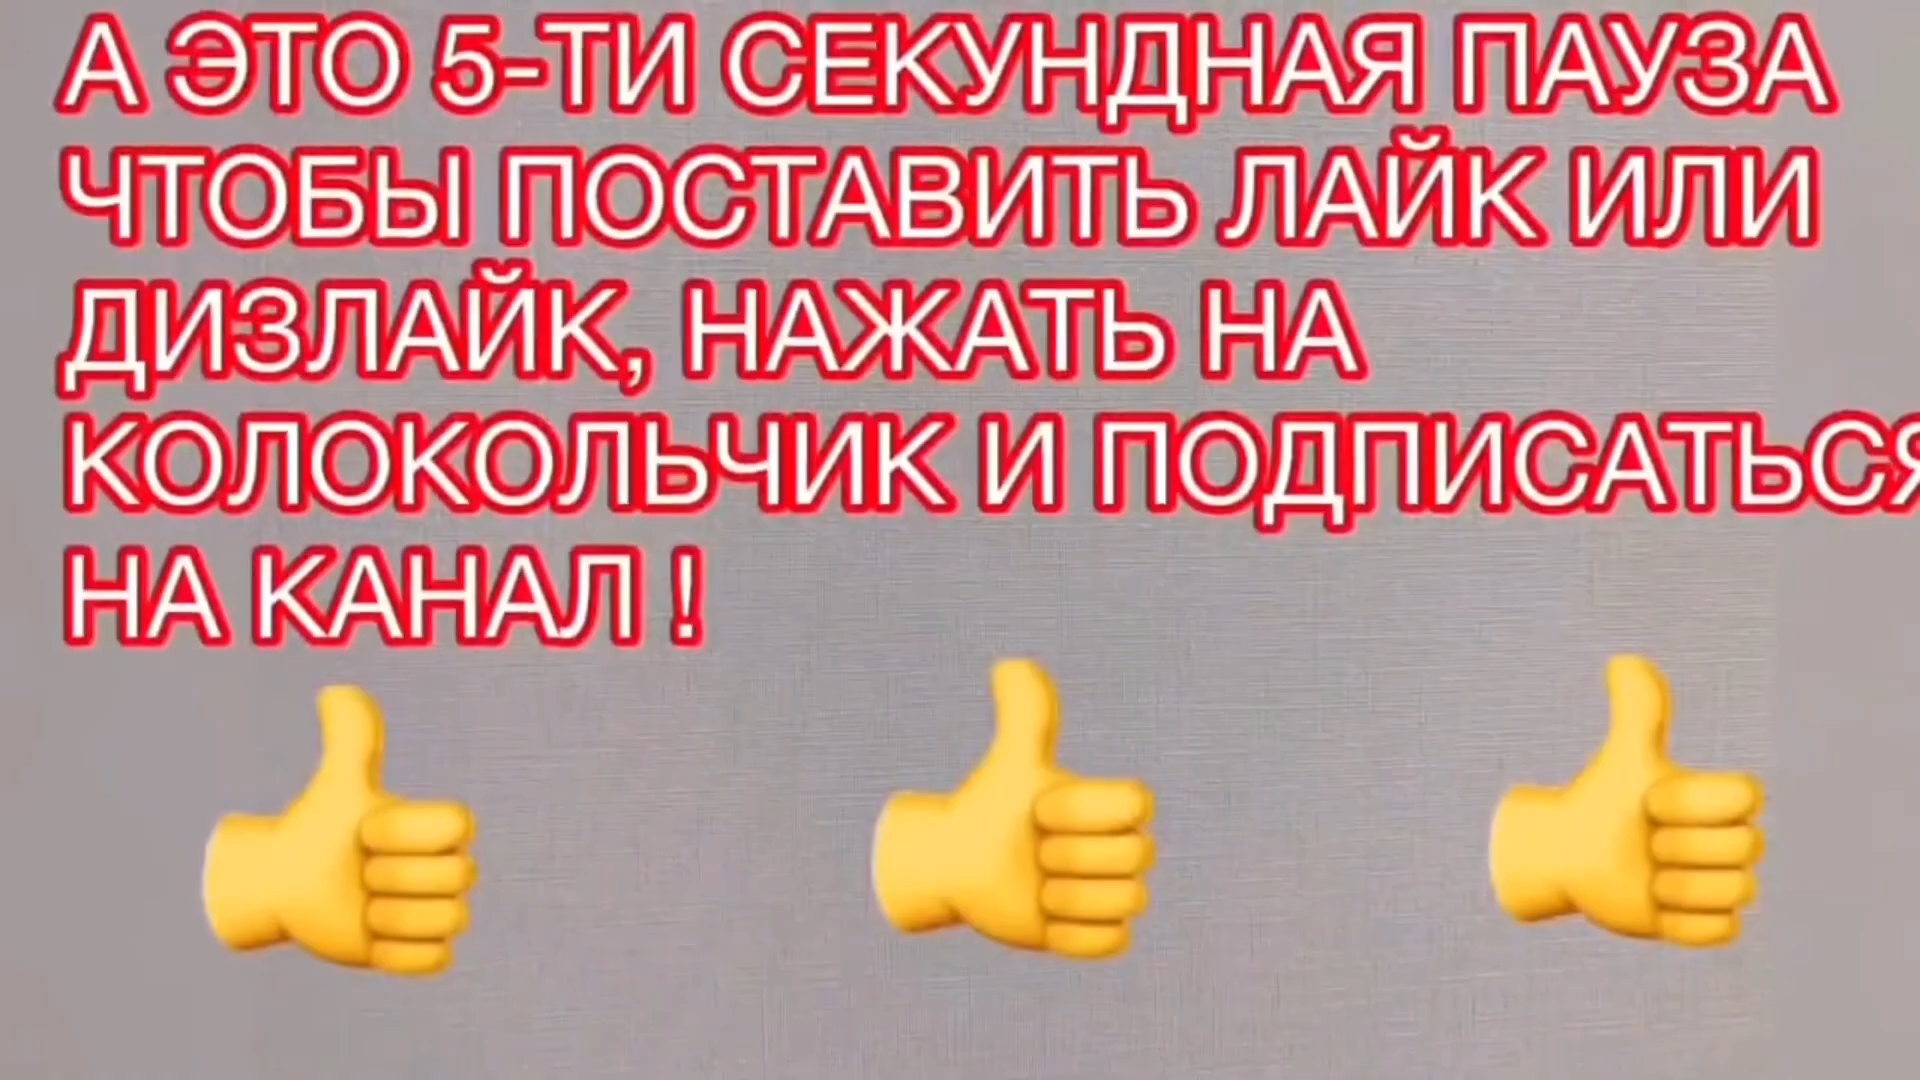 А ЭТО 5-ТИ СЕКУНДНАЯ ПАУЗА
ЧТОБЫ ПОСТАВИТЬ ЛАЙК ИЛИ
ДИЗЛАЙК, НАЖАТЬ НА
КОЛОКОЛЬЧИК И ПОДПИСАТЬСЯ
НА КАНАЛ !